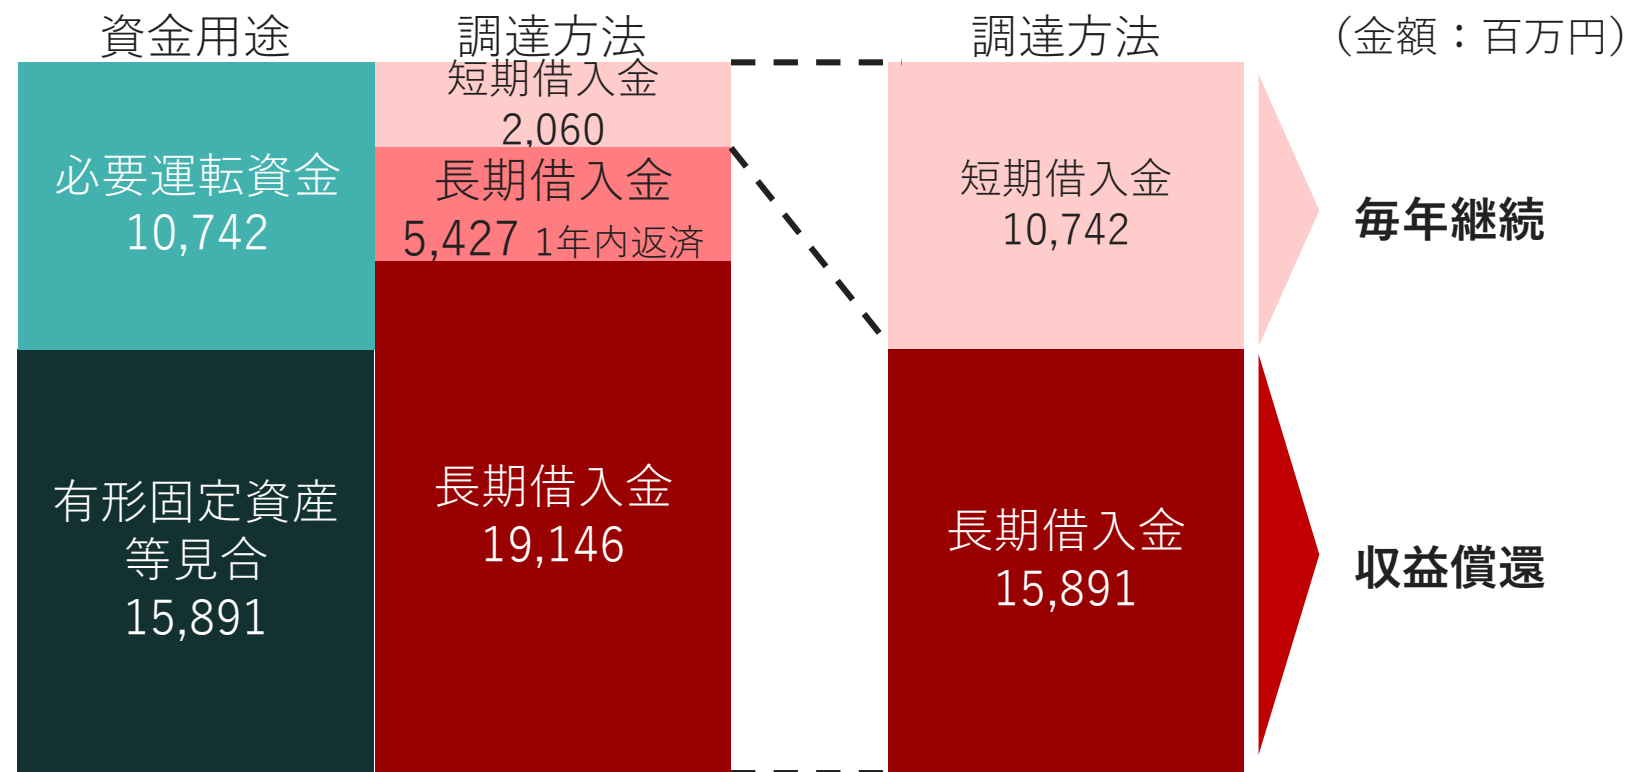 資金用途
調達方法
調達方法
（金額：百万円）
必要運転資金
10,742
有形固定資産
等見合
15,891
短期借入金
2,060
長期借入金
5,427 1年内返済
長期借入金
19,146
短期借入金
10,742
長期借入金
15,891
毎年継続
収益償還